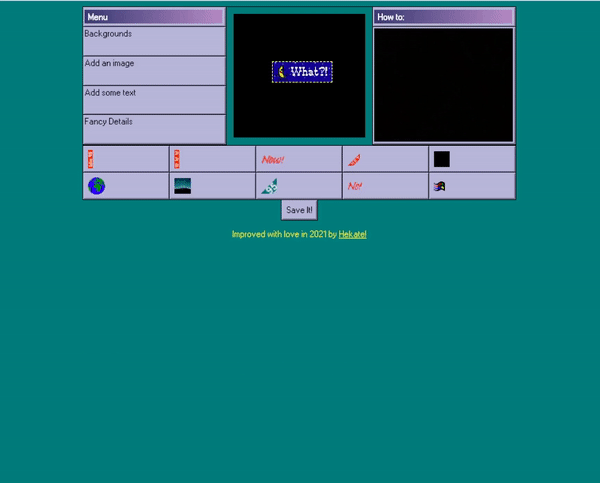 Menu
How to:
Backgrounds
Add an image
Add some text
Fancy Details
What?!
New!
Not
Save It!
Improved with love in 2021 by Hekate!